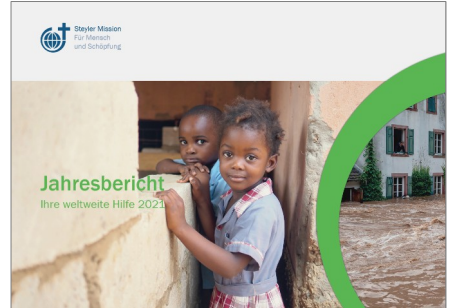 Steyler Mission
Für Mensch
und Schöpfung
Jahresbericht
Ihre weltweite Hilfe 2021